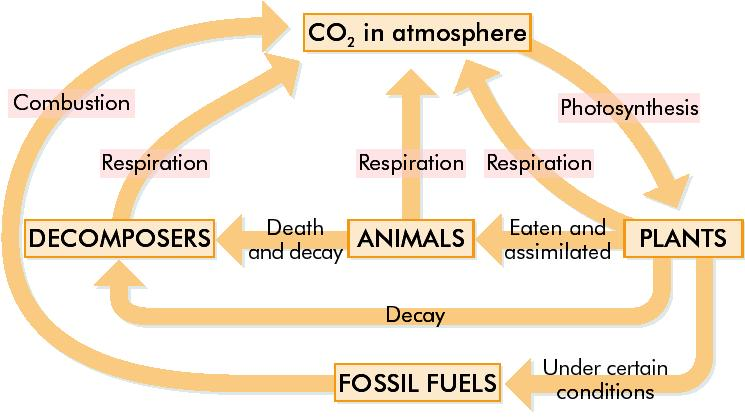 CO₂ in atmosphere
Combustion
Photosynthesis
Respiration
Respiration
Respiration
DECOMPOSERS
Death
and decay
ANIMALS
Eaten and
assimilated
PLANTS
Decay
FOSSIL FUELS
Under certain
conditions